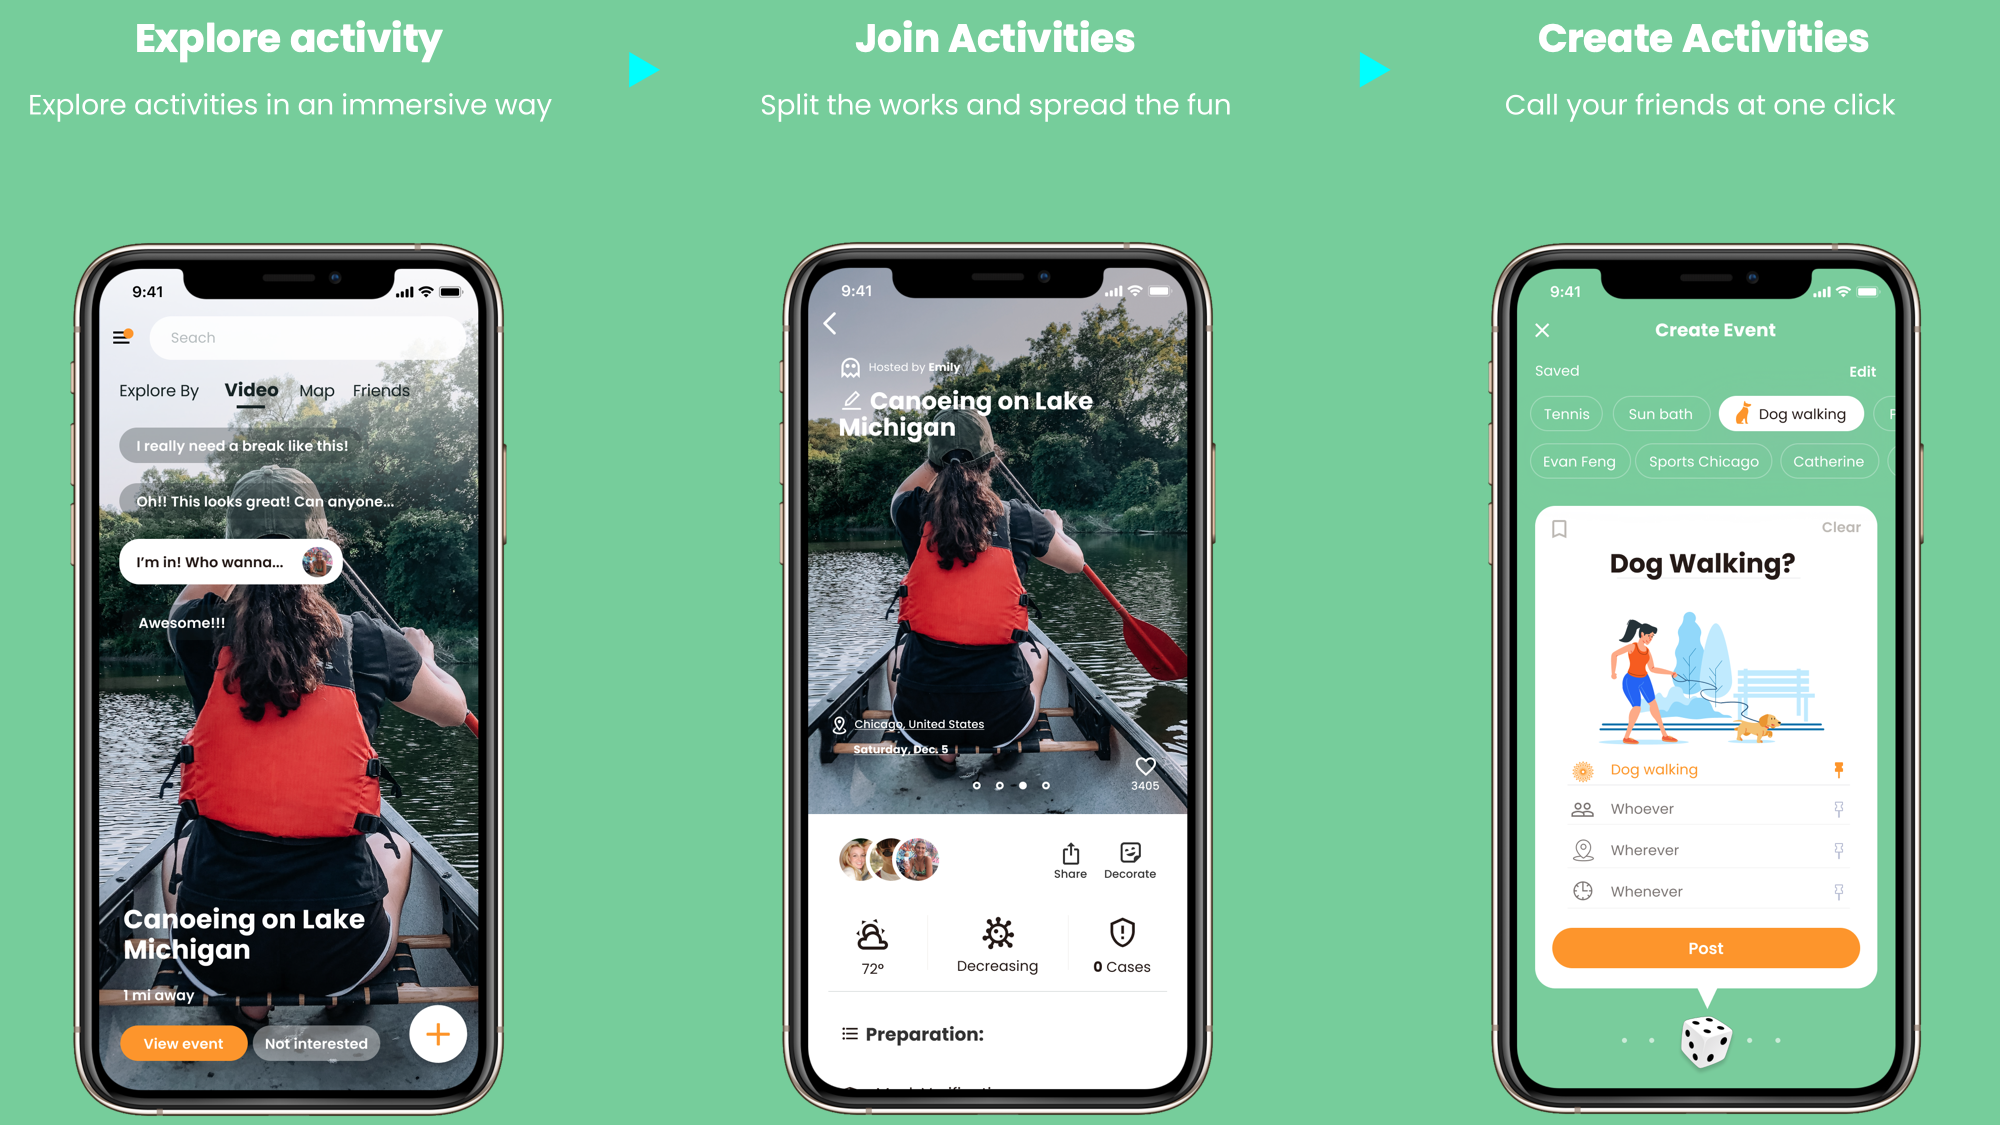 Explore activity
Explore activities in an immersive way
Join Activities
Split the works and spread the fun
Create Activities
Call your friends at one click
9:41
Seach
Explore By Video Map Friends
I really need a break like this!
Oh!! This looks great! Can anyone...
I'm in! Who wanna...
Awesome!!!
Canoeing on Lake
Michigan
1 mi away
View event Not interested
9:41
Hosted by Emily
Canoeing on Lake
Michigan
Chicago, United States
Saturday, Dec. 5
3405
Share Decorate
72° Decreasing 0 Cases
Preparation:
9:41
Create Event
Saved Edit
Tennis Sun bath Dog walking
Evan Feng Sports Chicago Catherine
Clear
Dog Walking?
Dog walking
Whoever
Wherever
Whenever
Post